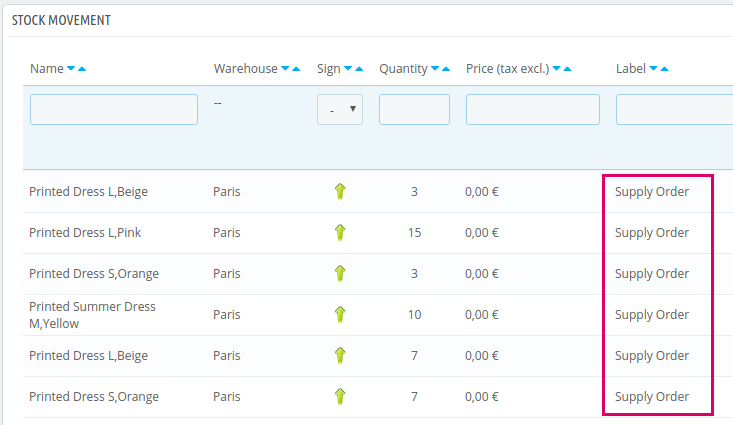 STOCK MOVEMENT
Name Warehouse Sign Quantity Price (tax excl.) Label
-- -
Printed Dress L,Beige Paris 3 0,00 € Supply Order
Printed Dress L,Pink Paris 15 0,00 € Supply Order
Printed Dress S,Orange Paris 3 0,00 € Supply Order
Printed Summer Dress
M,Yellow Paris 10 0,00 € Supply Order
Printed Dress L,Beige Paris 7 0,00 € Supply Order
Printed Dress S,Orange Paris 7 0,00 € Supply Order